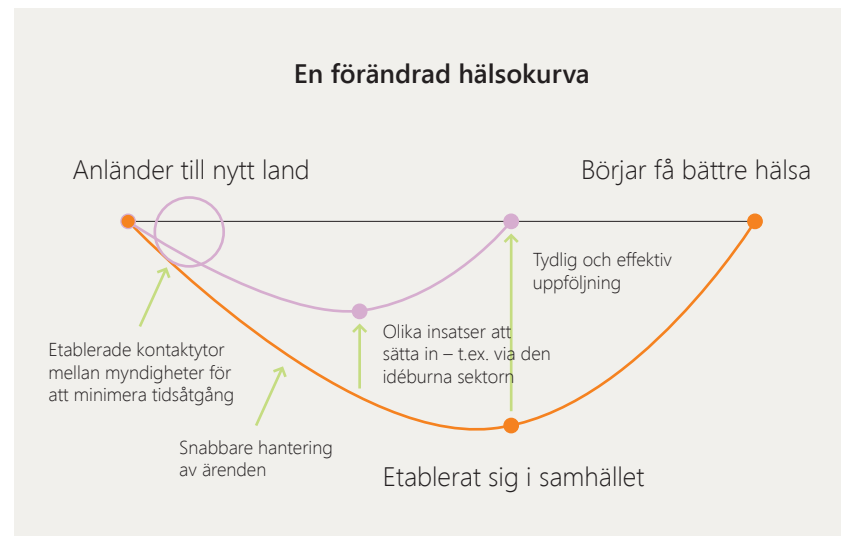 En förändrad hälsokurva
Anländer till nytt land
Börjar få bättre hälsa
Tydlig och effektiv
uppföljning
Olika insatser att
sätta in – t.ex. via den
idéburna sektorn
Etablerade kontaktytor
mellan myndigheter för
att minimera tidsåtgång
Snabbare hantering
av ärenden
Etablerat sig i samhället